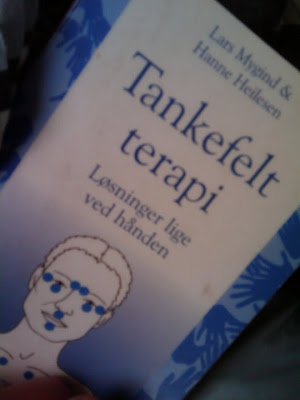 Lars Mygind &
Hanne Heilesen
Tankefelt
terapi
Løsninger lige
ved hånden